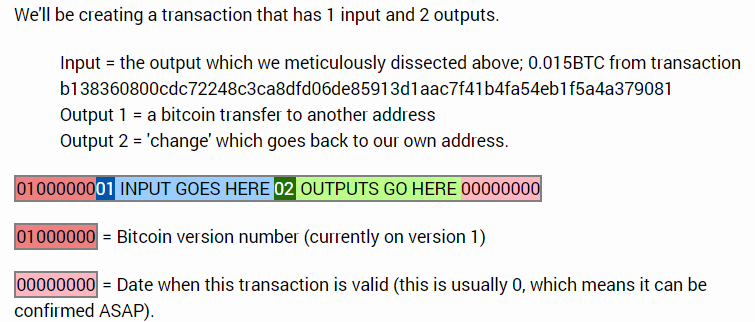 We'll be creating a transaction that has 1 input and 2 outputs.
Input = the output which we meticulously dissected above; 0.015BTC from transaction
b138360800cdc72248c3ca8dfd06de85913d1aac7f41b4fa54eb1f5a4a379081
Output 1 = a bitcoin transfer to another address
Output 2 = 'change' which goes back to our own address.
0100000001 INPUT GOES HERE 02 OUTPUTS GO HERE 00000000
01000000 = Bitcoin version number (currently on version 1)
00000000 = Date when this transaction is valid (this is usually 0, which means it can be
confirmed ASAP).